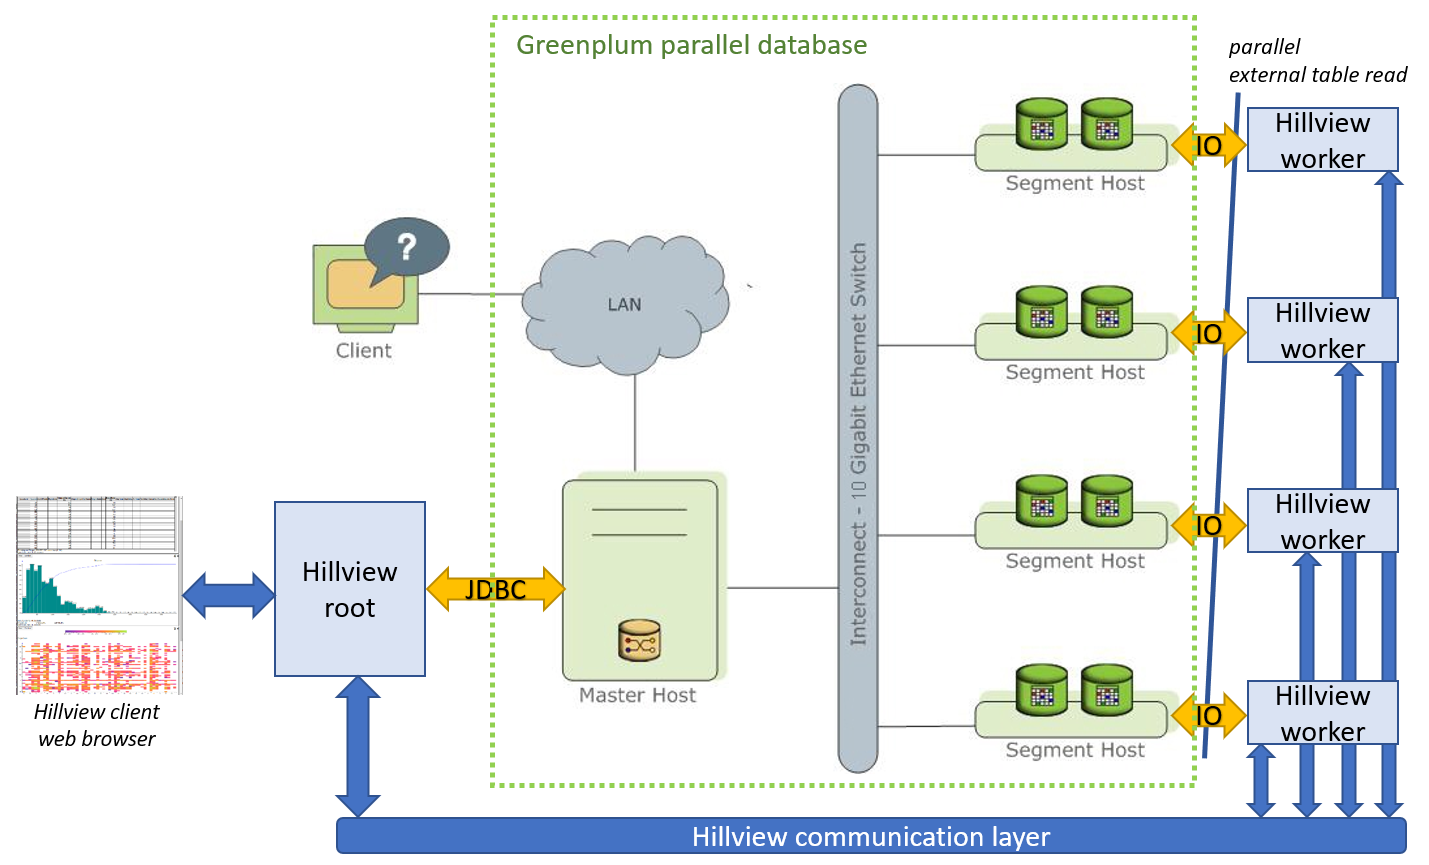 Greenplum parallel database
parallel
external table read
Hillview
worker
IO
Segment Host
Client
LAN
Interconnect - 10 Gigabit Ethernet Switch
IO
Hillview
worker
Segment Host
IO
Hillview
worker
Segment Host
Hillview
root
JDBC
Master Host
IO
Hillview
worker
Segment Host
Hillview client
web browser
Hillview communication layer
?